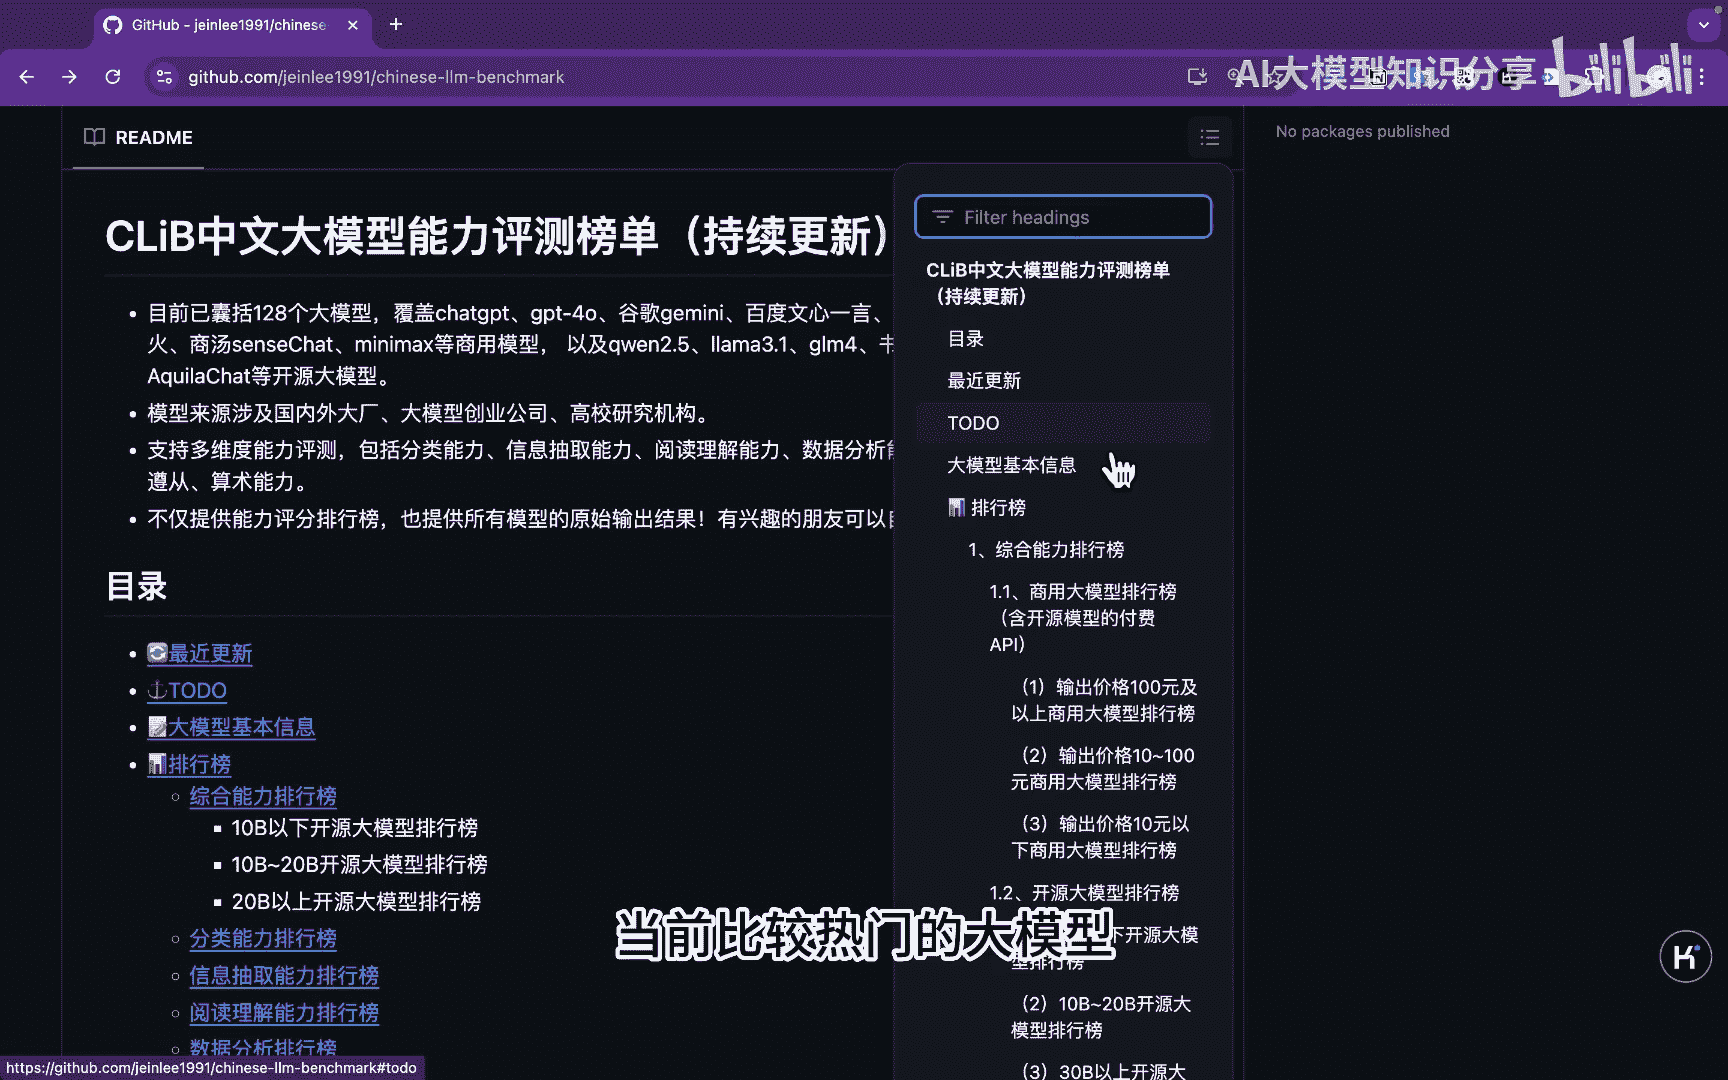 GitHub - jeinlee1991/chinese
github.com/jeinlee1991/chinese-llm-benchmark
AI大模型知识分享
bilibili
README
No packages published
CLiB中文大模型能力评测榜单（持续更新）
目前已囊括128个大模型，覆盖chatgpt、gpt-4o、谷歌gemini、百度文心一言、
火、商汤senseChat、minimax等商用模型， 以及qwen2.5、llama3.1、glm4、书
AquilaChat等开源大模型。
模型来源涉及国内外大厂、大模型创业公司、高校研究机构。
支持多维度能力评测，包括分类能力、信息抽取能力、阅读理解能力、数据分析能
遵从、算术能力。
不仅提供能力评分排行榜，也提供所有模型的原始输出结果！有兴趣的朋友可以自
目录
最近更新
TODO
大模型基本信息
排行榜
综合能力排行榜
10B以下开源大模型排行榜
10B~20B开源大模型排行榜
20B以上开源大模型排行榜
分类能力排行榜
信息抽取能力排行榜
阅读理解能力排行榜
数据分析排行榜
Filter headings
CLiB中文大模型能力评测榜单
（持续更新）
目录
最近更新
TODO
大模型基本信息
排行榜
1、综合能力排行榜
1.1、商用大模型排行榜
（含开源模型的付费
API）
（1）输出价格100元及
以上商用大模型排行榜
（2）输出价格10~100
元商用大模型排行榜
（3）输出价格10元以
下商用大模型排行榜
1.2、开源大模型排行榜
下开源大模
型排行榜
（2）10B~20B开源大
模型排行榜
（3）30B以上开源大
当前比较热门的大模型
K
https://github.com/jeinlee1991/chinese-llm-benchmark#todo